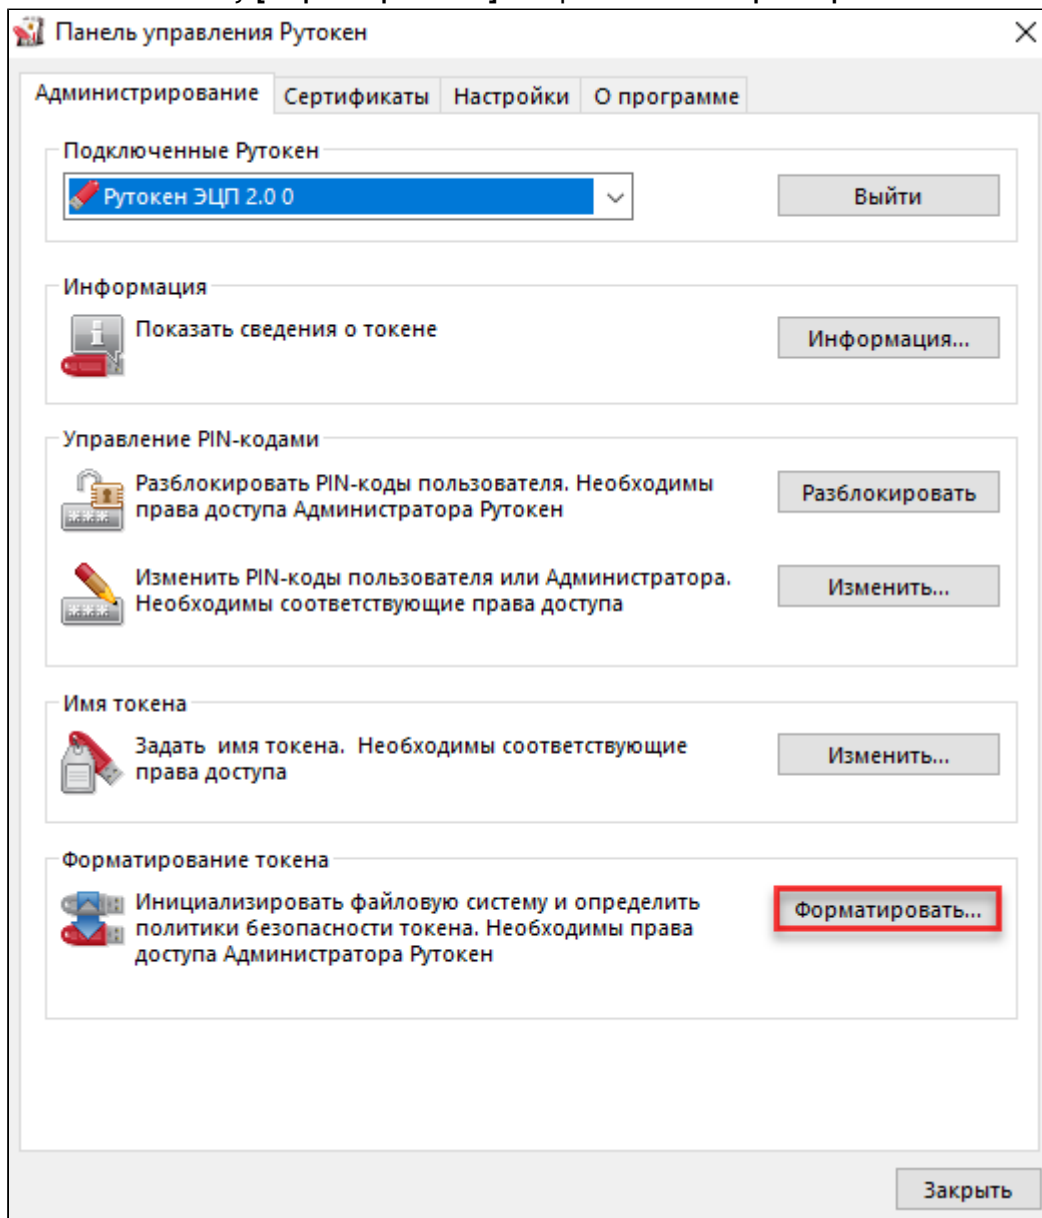 Панель управления Рутокен
Администрирование Сертификаты Настройки О программе
Подключенные Рутокен
Рутокен ЭЦП 2.0 0
Выйти
Информация
Показать сведения о токене
Информация...
Управление PIN-кодами
Разблокировать PIN-коды пользователя. Необходимы
права доступа Администратора Рутокен
Разблокировать
Изменить PIN-коды пользователя или Администратора.
Необходимы соответствующие права доступа
Изменить...
Имя токена
Задать имя токена. Необходимы соответствующие
права доступа
Изменить...
Форматирование токена
Инициализировать файловую систему и определить
политики безопасности токена. Необходимы права
доступа Администратора Рутокен
Форматировать...
Закрыть